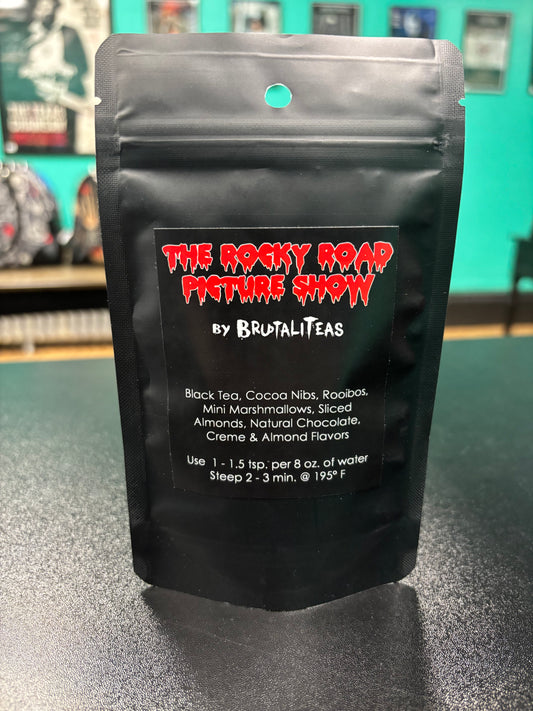 THE ROCKY ROAD
PICTURE SHOW
BY BRUTALITEAS
Black Tea, Cocoa Nibs, Rooibos,
Mini Marshmallows, Sliced
Almonds, Natural Chocolate,
Creme & Almond Flavors
Use 1 - 1.5 tsp. per 8 oz. of water
Steep 2 - 3 min. @ 195° F